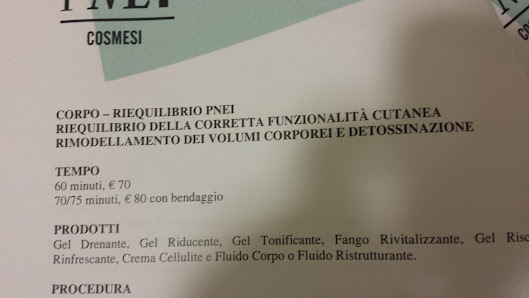 COSMESI
CORPO – RIEQUILIBRIO PNEI
RIEQUILIBRIO DELLA CORRETTA FUNZIONALITÀ CUTANEA
RIMODELLAMENTO DEI VOLUMI CORPOREI E DETOSSINAZIONE
TEMPO
60 minuti, € 70
70/75 minuti, € 80 con bendaggio
PRODOTTI
Gel Drenante, Gel Riducente, Gel Tonificante, Fango Rivitalizzante, Gel
Rinfrescante, Crema Cellulite e Fluido Corpo o Fluido Ristrutturante.
PROCEDURA